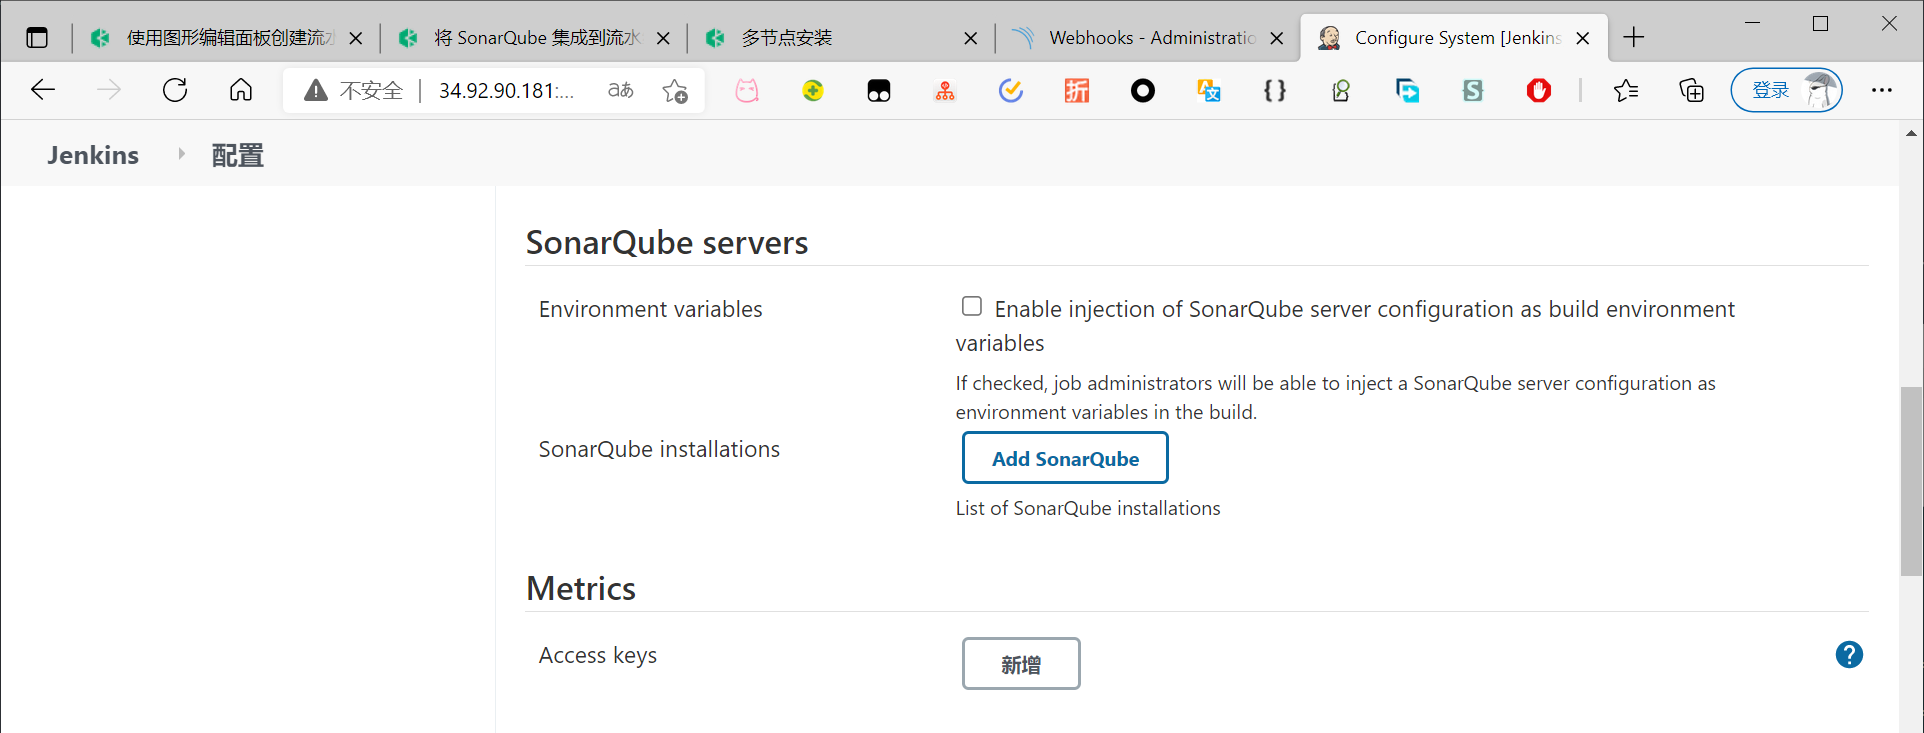 使用图形编辑面板创建流水
将 SonarQube 集成到流水
多节点安装
Webhooks - Administratio
Configure System [Jenkins
不安全
34.92.90.181:...
登录
Jenkins
配置
SonarQube servers
Environment variables
Enable injection of SonarQube server configuration as build environment
variables
If checked, job administrators will be able to inject a SonarQube server configuration as
environment variables in the build.
SonarQube installations
Add SonarQube
List of SonarQube installations
Metrics
Access keys
新增